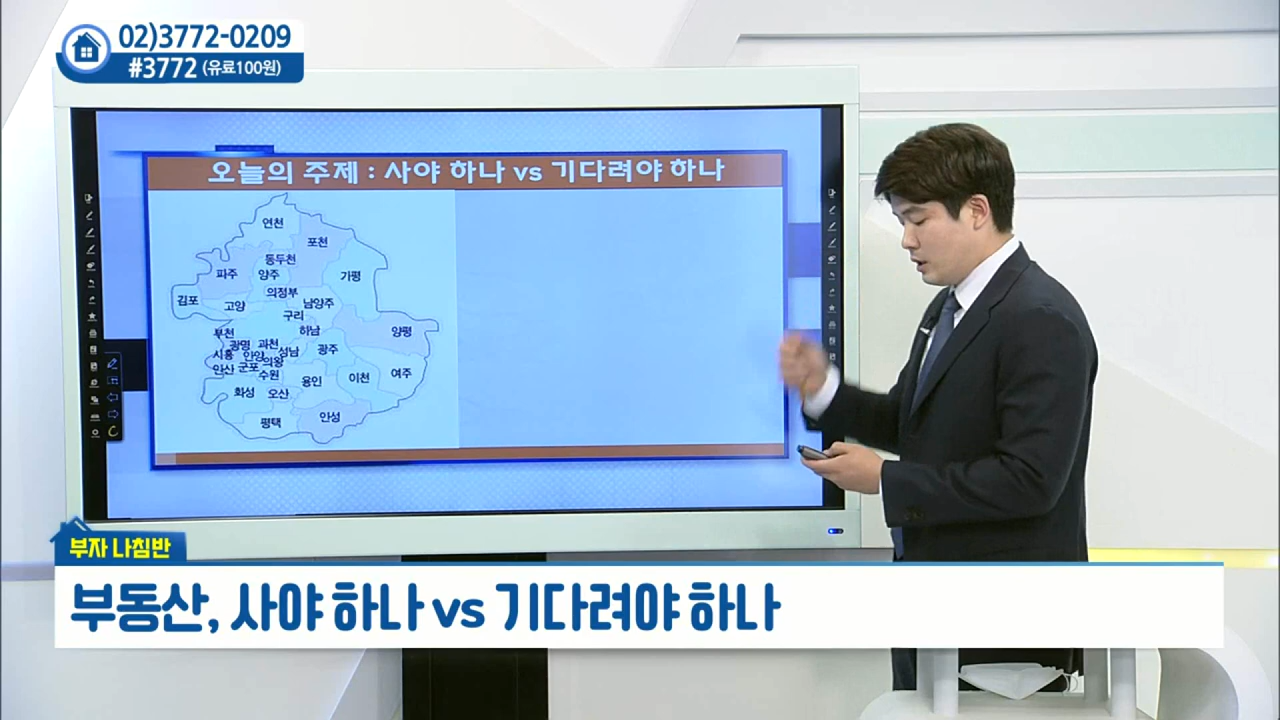 02)3772-0209
#3772 (유료100원)
오늘의 주제 : 사야 하나 vs 기다려야 하나
연천
포천
동두천
파주 양주 가평
의정부
김포 고양 남양주
구리
부천 하남 양평
광명 과천
시흥 안양 성남 광주
안산 군포 의왕
수원 용인 이천 여주
화성 오산
평택 안성
부자 나침반
부동산, 사야 하나 vs 기다려야 하나